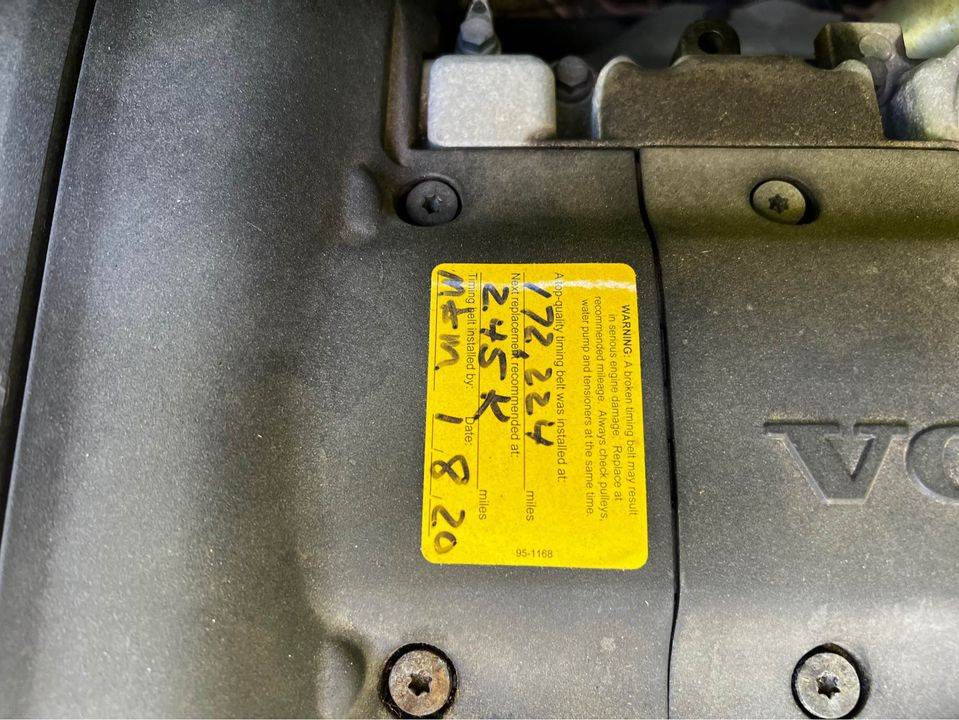 WARNING: A broken timing belt may result
in serious engine damage. Replace at
recommended mileage. Always check pulleys,
water pump and tensioners at the same time.
A top-quality timing belt was installed at:
172,224 miles
Next replacement recommended at:
245K miles
Timing belt installed by: Date:
MAM 1/8/20
95-1168
VO